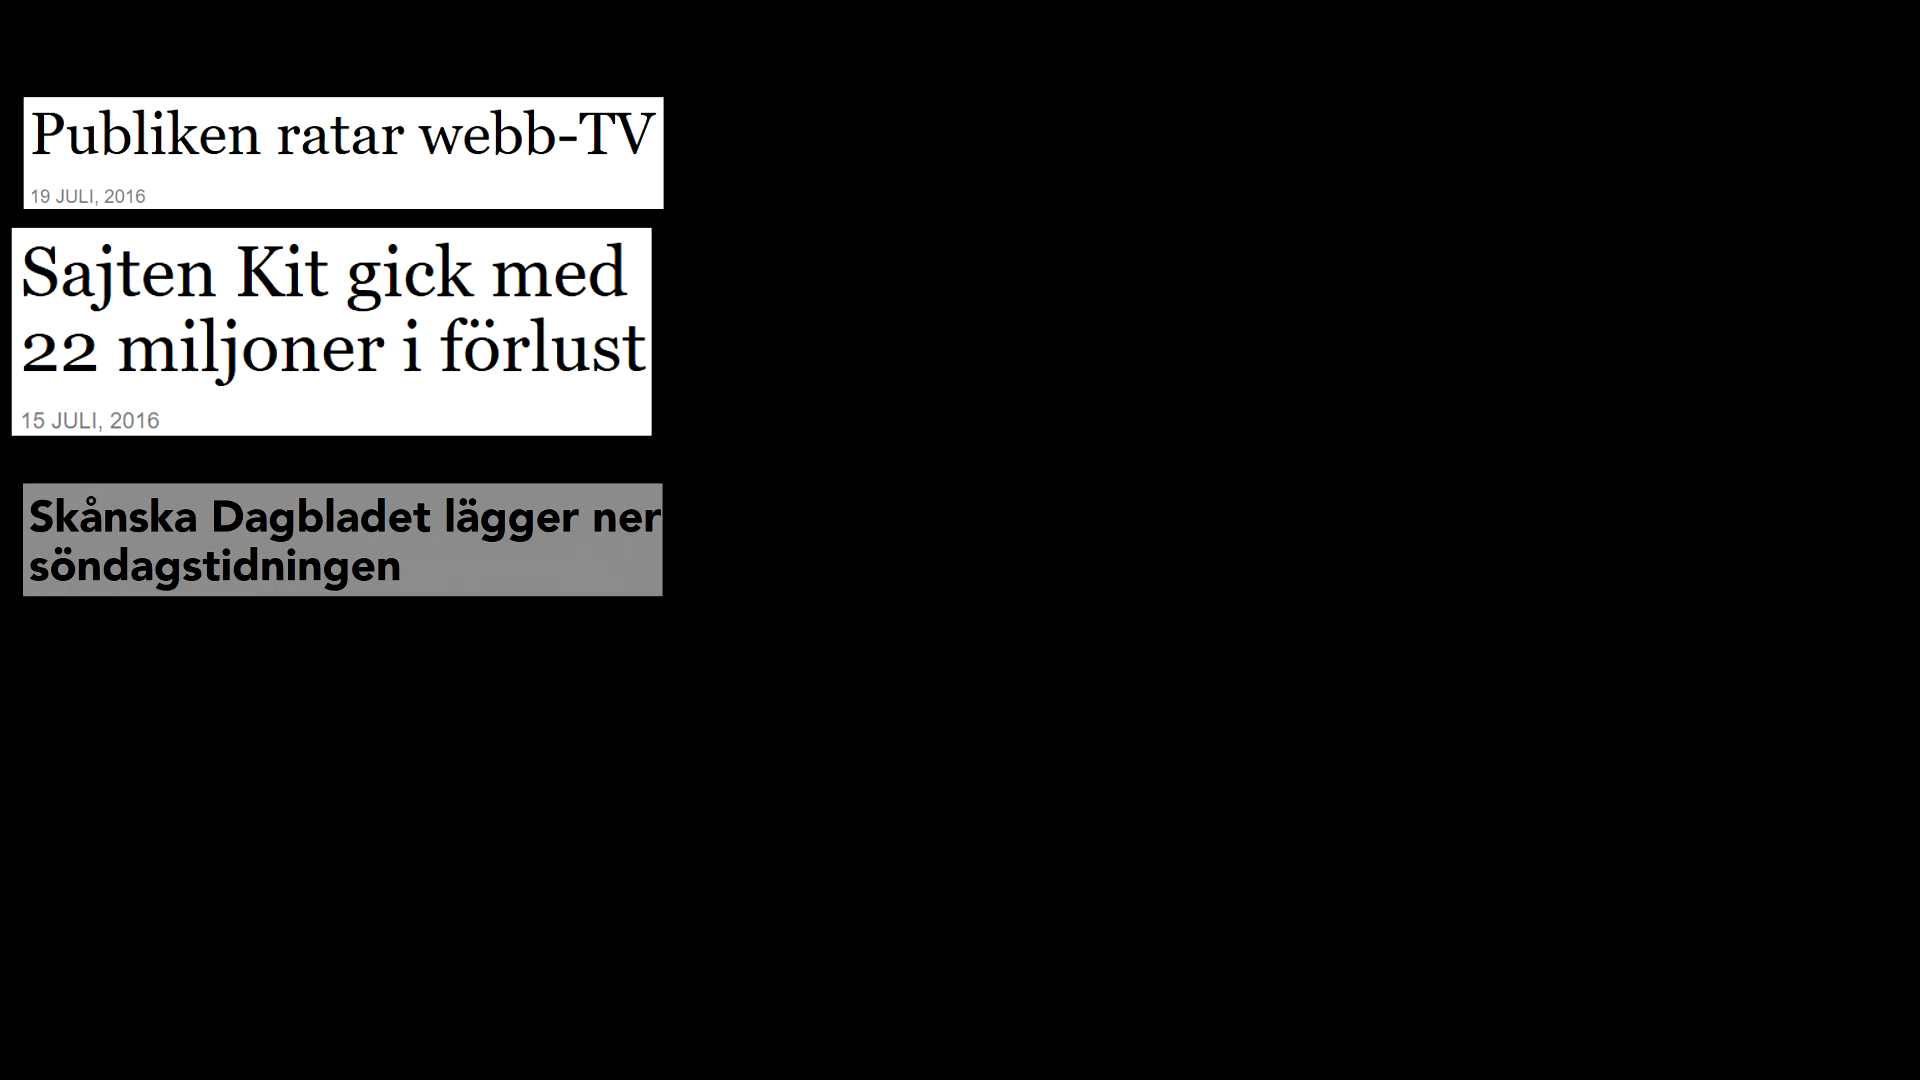 Publiken ratar webb-TV
19 JULI, 2016
Sajten Kit gick med
22 miljoner i förlust
15 JULI, 2016
Skånska Dagbladet lägger ner
söndagstidningen